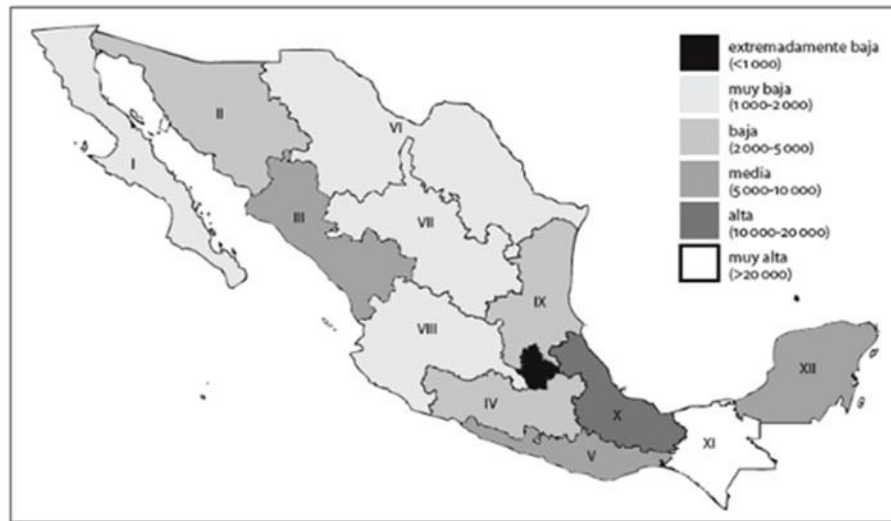 extremadamente baja
(<1 000)
muy baja
(1 000-2 000)
baja
(2 000-5 000)
media
(5 000-10 000)
alta
(10 000-20 000)
muy alta
(>20 000)
I
II
III
IV
V
VI
VII
VIII
IX
X
XI
XII